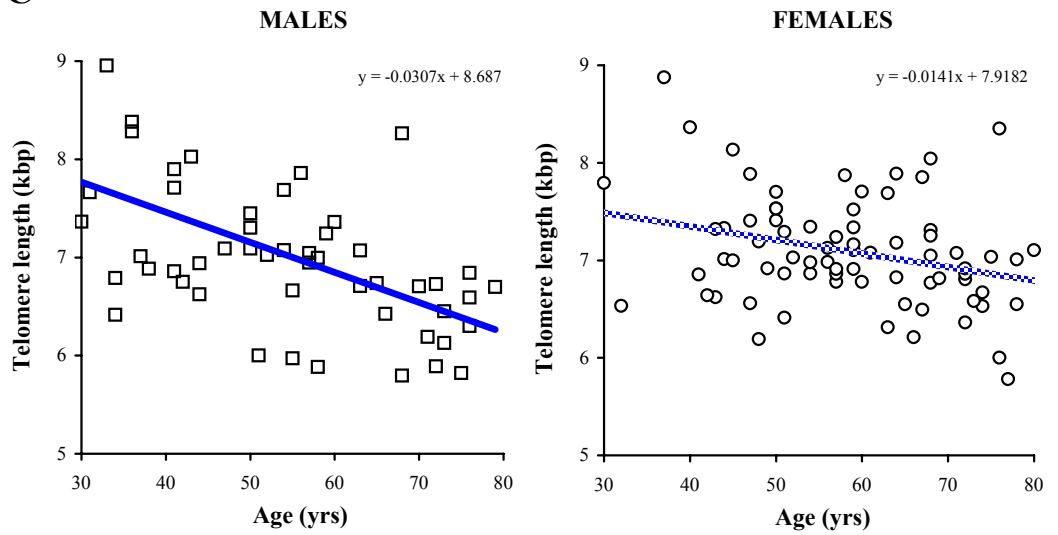 MALES
y = -0.0307x + 8.687
9
8
7
6
5
Telomere length (kbp)
30 40 50 60 70 80
Age (yrs)
FEMALES
y = -0.0141x + 7.9182
9
8
7
6
5
Telomere length (kbp)
30 40 50 60 70 80
Age (yrs)